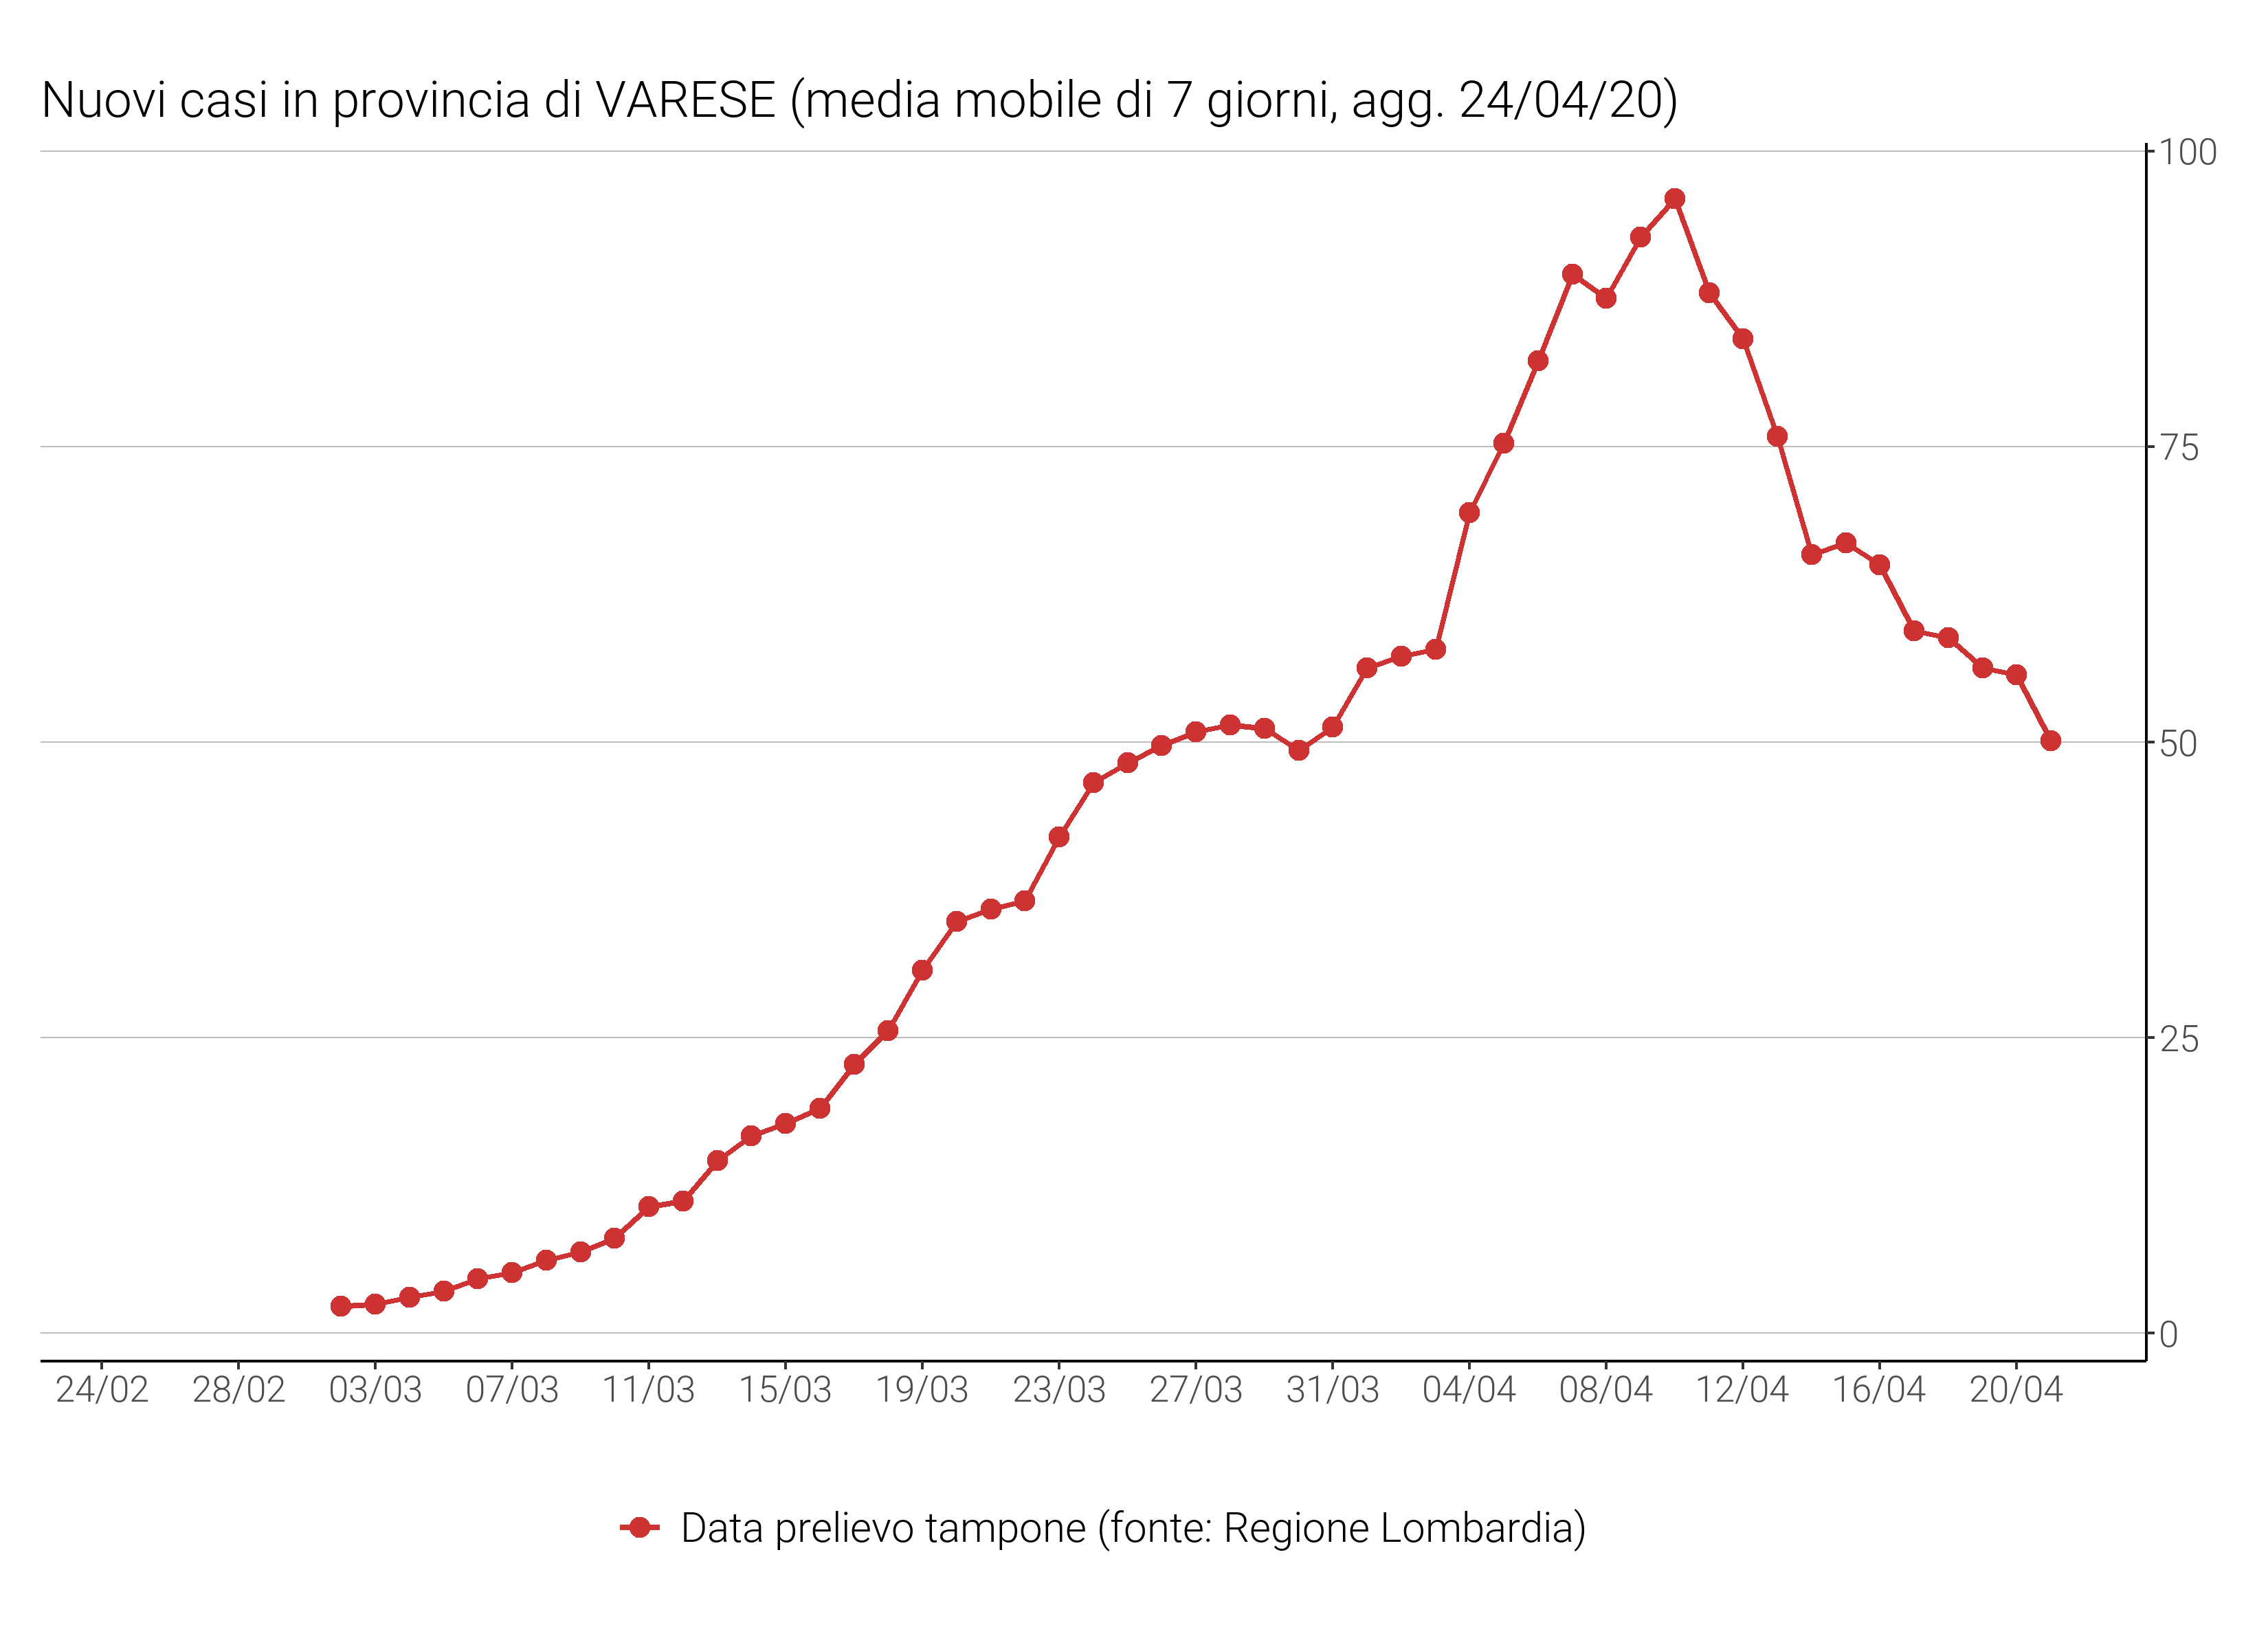 Nuovi casi in provincia di VARESE (media mobile di 7 giorni, agg. 24/04/20)
100
75
50
25
0
24/02 28/02 03/03 07/03 11/03 15/03 19/03 23/03 27/03 31/03 04/04 08/04 12/04 16/04 20/04
Data prelievo tampone (fonte: Regione Lombardia)